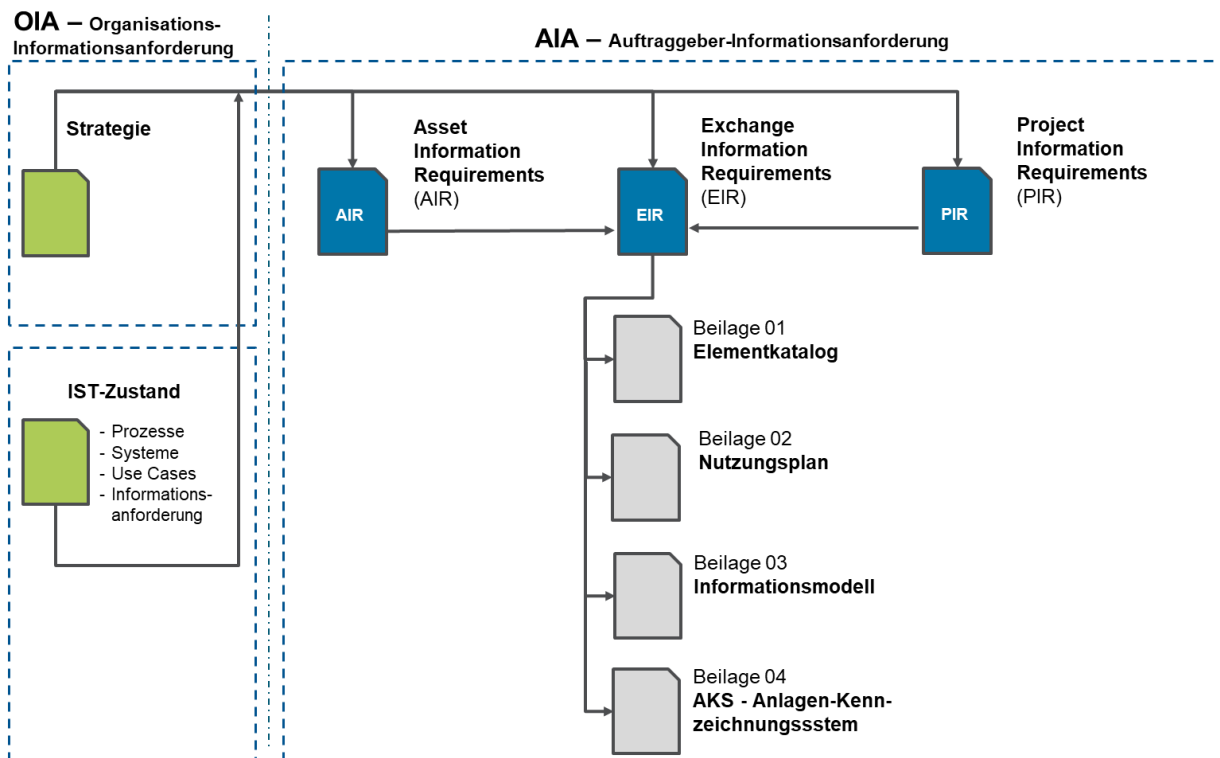 OIA – Organisations-
Informationsanforderung
AIA – Auftraggeber-Informationsanforderung
Strategie
Asset
Information
Requirements
(AIR)
Exchange
Information
Requirements
(EIR)
Project
Information
Requirements
(PIR)
AIR
EIR
PIR
IST-Zustand
- Prozesse
- Systeme
- Use Cases
- Informations-
anforderung
Beilage 01
Elementkatalog
Beilage 02
Nutzungsplan
Beilage 03
Informationsmodell
Beilage 04
AKS - Anlagen-Kenn-
zeichnungssstem